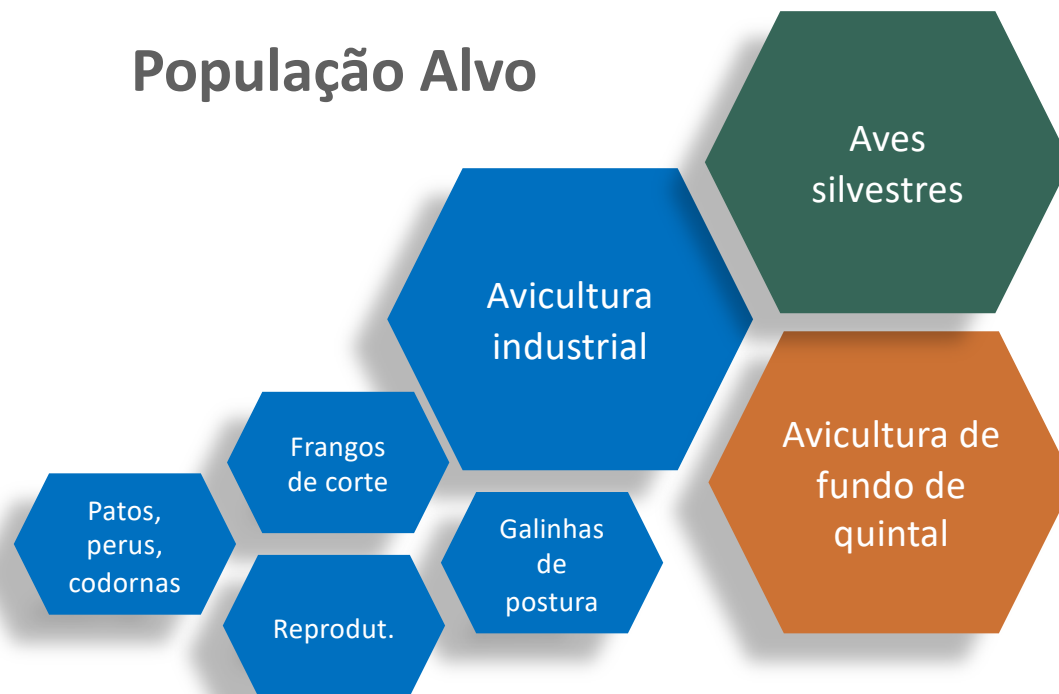 População Alvo
Aves
silvestres
Avicultura
industrial
Avicultura de
fundo de
quintal
Frangos
de corte
Patos,
perus,
codornas
Galinhas
de
postura
Reprodut.